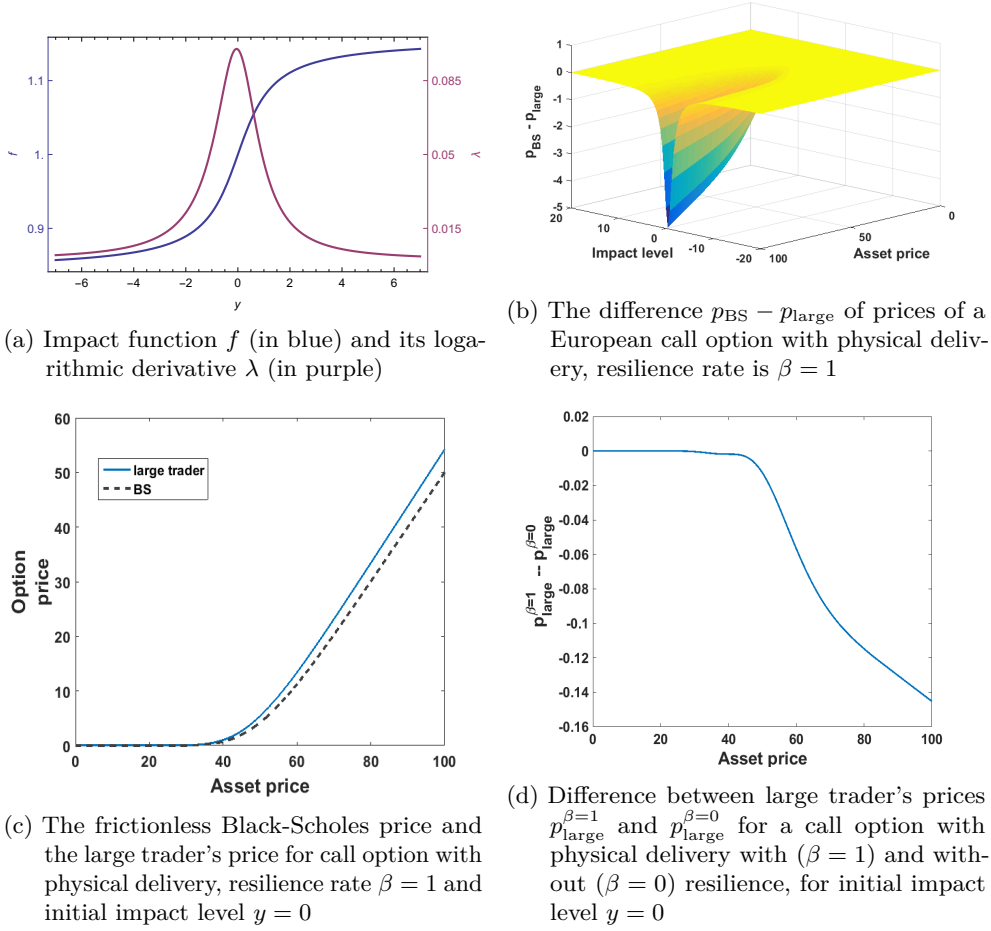 1.1
1.
0.9
f
0.085
0.05
0.015
λ
−6 −4 −2 0 2 4 6
y
(a) Impact function f (in blue) and its loga-
rithmic derivative λ (in purple)
1
0
-1
-2
-3
-4
-5
p_BS - p_large
20
10
0
-10
-20
Impact level
100
50
0
Asset price
(b) The difference p_BS − p_large of prices of a
European call option with physical deliv-
ery, resilience rate is β = 1
60
50
40
30
20
10
0
Option
price
large trader
BS
0 20 40 60 80 100
Asset price
(c) The frictionless Black-Scholes price and
the large trader's price for call option with
physical delivery, resilience rate β = 1 and
initial impact level y = 0
0.02
0
-0.02
-0.04
-0.06
-0.08
-0.1
-0.12
-0.14
-0.16
p_large^β=1 -- p_large^β=0
0 20 40 60 80 100
Asset price
(d) Difference between large trader's prices
p_large^β=1 and p_large^β=0 for a call option with
physical delivery with (β = 1) and with-
out (β = 0) resilience, for initial impact
level y = 0